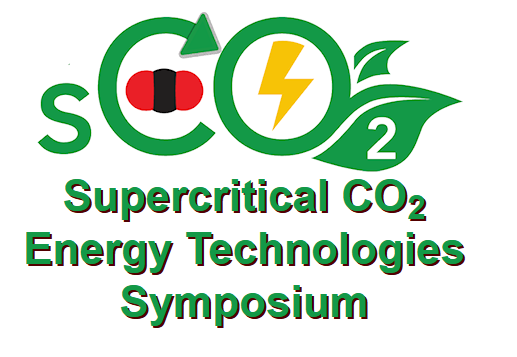 sCO2
Supercritical CO₂
Energy Technologies
Symposium